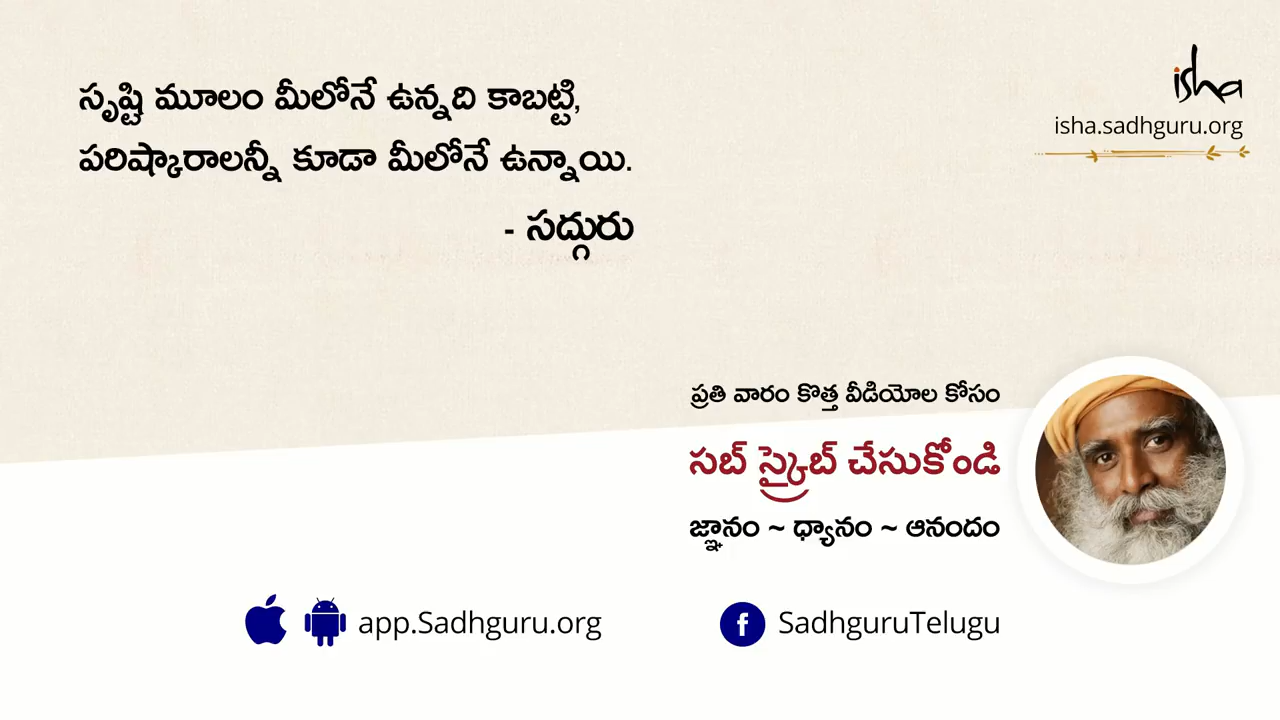 సృష్టి మూలం మీలోనే ఉన్నది కాబట్టి,
పరిష్కారాలన్నీ కూడా మీలోనే ఉన్నాయి.
- సద్గురు
isha
isha.sadhguru.org
ప్రతి వారం కొత్త వీడియోల కోసం
సబ్ స్క్రైబ్ చేసుకోండి
జ్ఞానం ~ ధ్యానం ~ ఆనందం
app.Sadhguru.org
f SadhguruTelugu